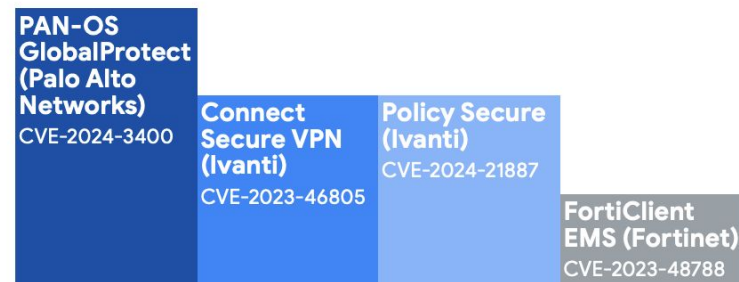 PAN-OS
GlobalProtect
(Palo Alto
Networks)
CVE-2024-3400
Connect
Secure VPN
(Ivanti)
CVE-2023-46805
Policy Secure
(Ivanti)
CVE-2024-21887
FortiClient
EMS (Fortinet)
CVE-2023-48788